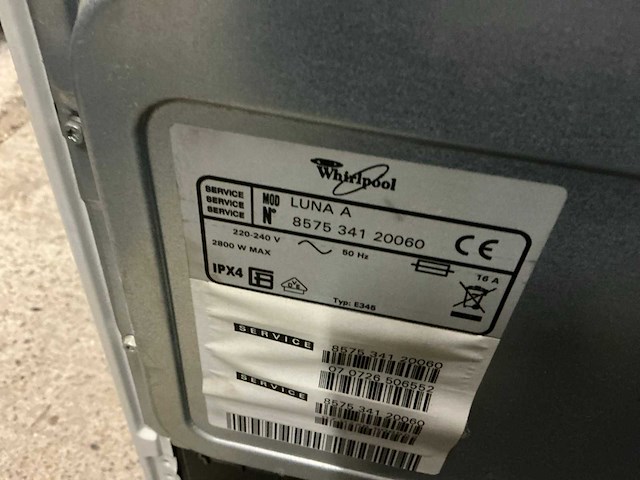 Whirlpool
SERVICE
SERVICE
SERVICE
MOD LUNA A
N° 8575 341 20060
CE
220-240 V
50 Hz
2800 W MAX
T6 A
IPX4
Typ: E345
SERVICE
8575 341 20060
07 0726 506552
SERVICE
8575 341 20060